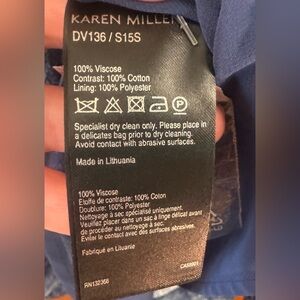 KAREN MILLEN
DV136 / S15S
100% Viscose
Contrast: 100% Cotton
Lining: 100% Polyester
P
Specialist dry clean only. Please place in
a delicates bag prior to dry cleaning.
Avoid contact with abrasive surfaces.
Made in Lithuania
100% Viscose
Etoffe de contraste: 100% Cotton
Doublure: 100% Polyester
Nettoyage à sec spécialisé uniquement.
Veuillez placer dans un sac à linge délicat avant
de procéder au nettoyage à sec.
Eviter le contact avec des surfaces abrasives.
Fabriqué en Lituanie